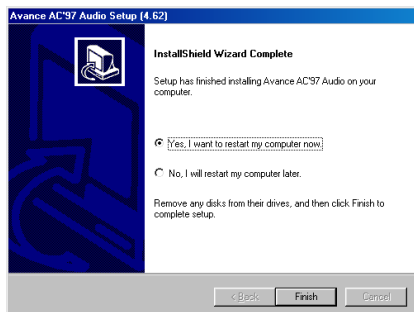 Avance AC'97 Audio Setup (4.62)
InstallShield Wizard Complete
Setup has finished installing Avance AC'97 Audio on your
computer.
Yes, I want to restart my computer now.
No, I will restart my computer later.
Remove any disks from their drives, and then click Finish to
complete setup.
< Back Finish Cancel